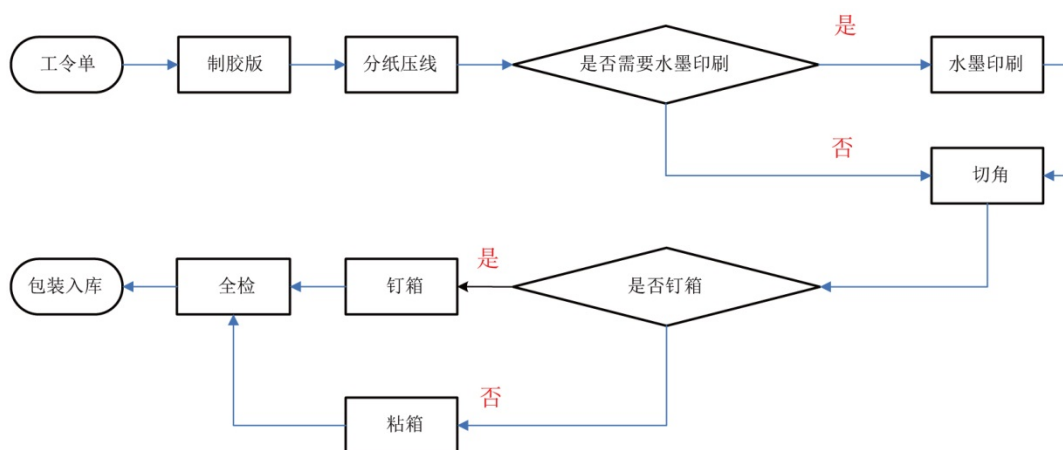 工令单
制胶版
分纸压线
是否需要水墨印刷
是
水墨印刷
否
切角
包装入库
全检
钉箱
是
是否钉箱
否
粘箱